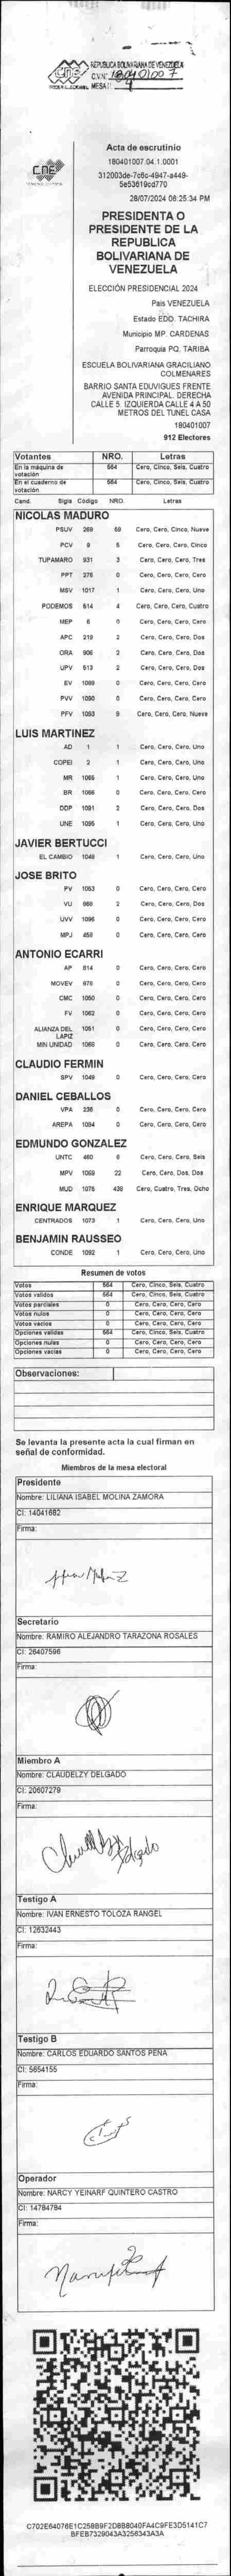 CNE
REPUBLICA BOLIVARIANA DE VENEZUELA
C.V.N° 180401007
MESA N° 4
PODER ELECTORAL
CNE
Acta de escrutinio
180401007.04.1.0001
28/07/2024 06:25:34 PM
PRESIDENTA O
PRESIDENTE DE LA
REPUBLICA
BOLIVARIANA DE
VENEZUELA
ELECCIÓN PRESIDENCIAL 2024
Pais VENEZUELA
Estado EDO. TACHIRA
Municipio MP. CARDENAS
Parroquia PQ. TARIBA
ESCUELA BOLIVARIANA GRACILIANO
COLMENARES
BARRIO SANTA EDUVIGUES FRENTE
AVENIDA PRINCIPAL. DERECHA
CALLE 5. IZQUIERDA CALLE 4 A 50
METROS DEL TUNEL CASA
180401007
912 Electores
Votantes NRO. Letras
En la máquina de votación 564 Cero, Cinco, Seis, Cuatro
En el cuaderno de votación 564 Cero, Cinco, Seis, Cuatro
Cand. Sigla Código NRO. Letras
NICOLAS MADURO
PSUV 269 59 Cero, Cero, Cinco, Nueve
PCV 9 5 Cero, Cero, Cero, Cinco
TUPAMARO 931 3 Cero, Cero, Cero, Tres
PPT 276 0 Cero, Cero, Cero, Cero
MSV 1017 1 Cero, Cero, Cero, Uno
PODEMOS 614 4 Cero, Cero, Cero, Cuatro
MEP 6 0 Cero, Cero, Cero, Cero
APC 219 2 Cero, Cero, Cero, Dos
ORA 906 2 Cero, Cero, Cero, Dos
UPV 513 2 Cero, Cero, Cero, Dos
EV 1089 0 Cero, Cero, Cero, Cero
PVV 1090 0 Cero, Cero, Cero, Cero
PFV 1093 9 Cero, Cero, Cero, Nueve
LUIS MARTINEZ
AD 1 1 Cero, Cero, Cero, Uno
COPEI 2 1 Cero, Cero, Cero, Uno
MR 1065 1 Cero, Cero, Cero, Uno
BR 1066 0 Cero, Cero, Cero, Cero
DDP 1091 2 Cero, Cero, Cero, Dos
UNE 1095 1 Cero, Cero, Cero, Uno
JAVIER BERTUCCI
EL CAMBIO 1048 1 Cero, Cero, Cero, Uno
JOSE BRITO
PV 1053 0 Cero, Cero, Cero, Cero
VU 968 2 Cero, Cero, Cero, Dos
UVV 1096 0 Cero, Cero, Cero, Cero
MPJ 458 0 Cero, Cero, Cero, Cero
ANTONIO ECARRI
AP 814 0 Cero, Cero, Cero, Cero
MOVEV 978 0 Cero, Cero, Cero, Cero
CMC 1050 0 Cero, Cero, Cero, Cero
FV 1062 0 Cero, Cero, Cero, Cero
ALIANZA DEL LAPIZ 1051 0 Cero, Cero, Cero, Cero
MIN UNIDAD 1068 0 Cero, Cero, Cero, Cero
CLAUDIO FERMIN
SPV 1049 0 Cero, Cero, Cero, Cero
DANIEL CEBALLOS
VPA 236 0 Cero, Cero, Cero, Cero
AREPA 1084 0 Cero, Cero, Cero, Cero
EDMUNDO GONZALEZ
UNTC 460 6 Cero, Cero, Cero, Seis
MPV 1069 22 Cero, Cero, Dos, Dos
MUD 1076 438 Cero, Cuatro, Tres, Ocho
ENRIQUE MARQUEZ
CENTRADOS 1073 1 Cero, Cero, Cero, Uno
BENJAMIN RAUSSEO
CONDE 1092 1 Cero, Cero, Cero, Uno
Resumen de votos
Votos 564 Cero, Cinco, Seis, Cuatro
Votos validos 564 Cero, Cinco, Seis, Cuatro
Votos parciales 0 Cero, Cero, Cero, Cero
Votos nulos 0 Cero, Cero, Cero, Cero
Votos vacios 0 Cero, Cero, Cero, Cero
Opciones validas 564 Cero, Cinco, Seis, Cuatro
Opciones nulas 0 Cero, Cero, Cero, Cero
Opciones vacias 0 Cero, Cero, Cero, Cero
Observaciones:
Se levanta la presente acta la cual firman en
señal de conformidad.
Miembros de la mesa electoral
Presidente
Nombre: LILIANA ISABEL MOLINA ZAMORA
CI: 14041682
Firma:
Secretario
Nombre: RAMIRO ALEJANDRO TARAZONA ROSALES
CI: 26407596
Firma:
Miembro A
Nombre: CLAUDELZY DELGADO
CI: 20607279
Firma:
Testigo A
Nombre: IVAN ERNESTO TOLOZA RANGEL
CI: 12632443
Firma:
Testigo B
Nombre: CARLOS EDUARDO SANTOS PEÑA
CI: 5654155
Firma:
Operador
Nombre: NARCY YEINARF QUINTERO CASTRO
CI: 14784784
Firma:
C702E64076E1C258B9F2D8B8040FA4C9FE3D5141C7
BFEB7329043A3256343A3A